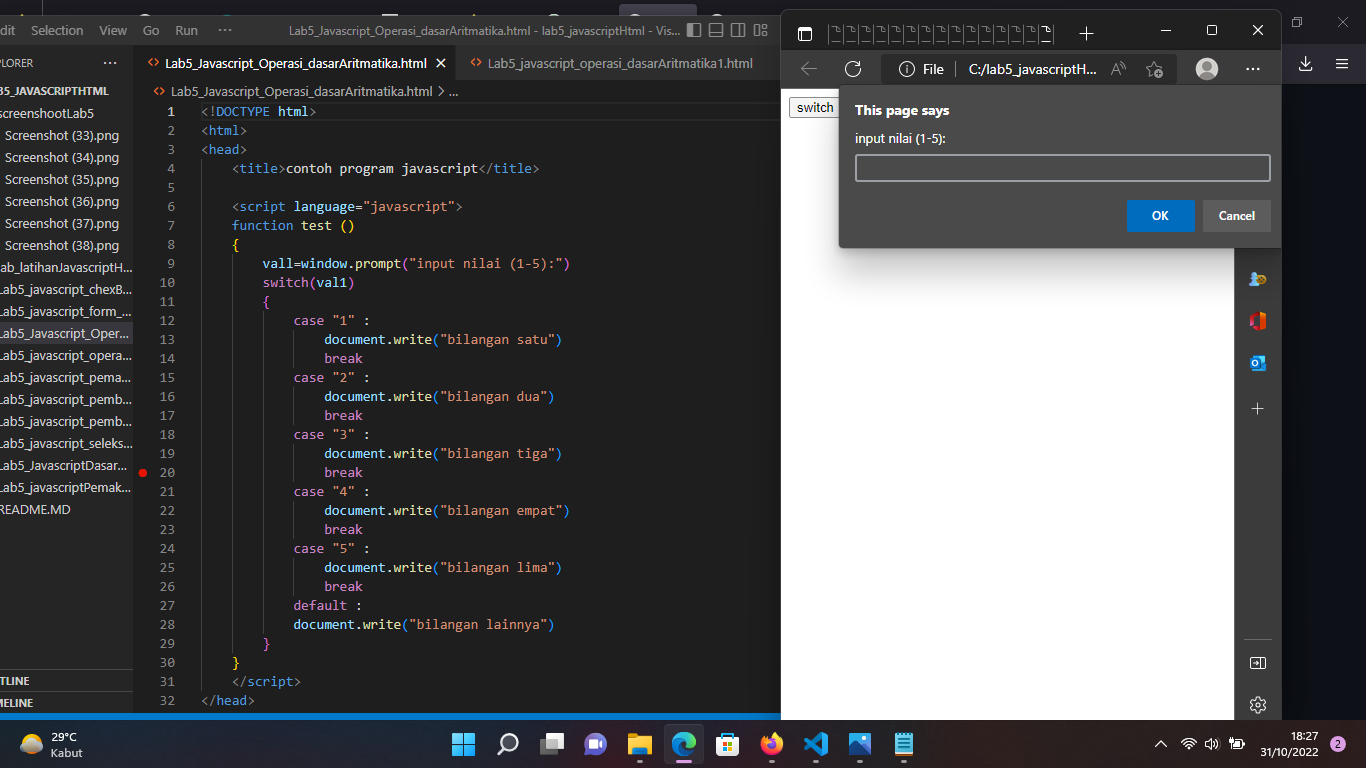 dit Selection View Go Run ··· Lab5_Javascript_Operasi_dasarAritmatika.html - lab5_javascriptHtml - Vis...
PLORER ···
Lab5_Javascript_Operasi_dasarAritmatika.html
Lab5_javascript_operasi_dasarAritmatika1.html
B5_JAVASCRIPTHTML
screenshootLab5
Screenshot (33).png
Screenshot (34).png
Screenshot (35).png
Screenshot (36).png
Screenshot (37).png
Screenshot (38).png
ab_latihanJavascriptH...
Lab5_javascript_chexB...
Lab5_javascript_form_...
Lab5_Javascript_Oper...
Lab5_javascript_opera...
Lab5_javascript_pema...
Lab5_javascript_pemb...
Lab5_javascript_pemb...
Lab5_javascript_seleks...
Lab5_JavascriptDasar...
Lab5_javascriptPemak...
README.MD
TLINE
MELINE
Lab5_Javascript_Operasi_dasarAritmatika.html > ...
1 <!DOCTYPE html>
2 <html>
3 <head>
4 <title>contoh program javascript</title>
5
6 <script language="javascript">
7 function test ()
8 {
9 vall=window.prompt("input nilai (1-5):")
10 switch(val1)
11 {
12 case "1" :
13 document.write("bilangan satu")
14 break
15 case "2" :
16 document.write("bilangan dua")
17 break
18 case "3" :
19 document.write("bilangan tiga")
20 break
21 case "4" :
22 document.write("bilangan empat")
23 break
24 case "5" :
25 document.write("bilangan lima")
26 break
27 default :
28 document.write("bilangan lainnya")
29 }
30 }
31 </script>
32 </head>
File C:/lab5_javascriptH...
switch
This page says
input nilai (1-5):
OK Cancel
29°C
Kabut
18:27
31/10/2022
2